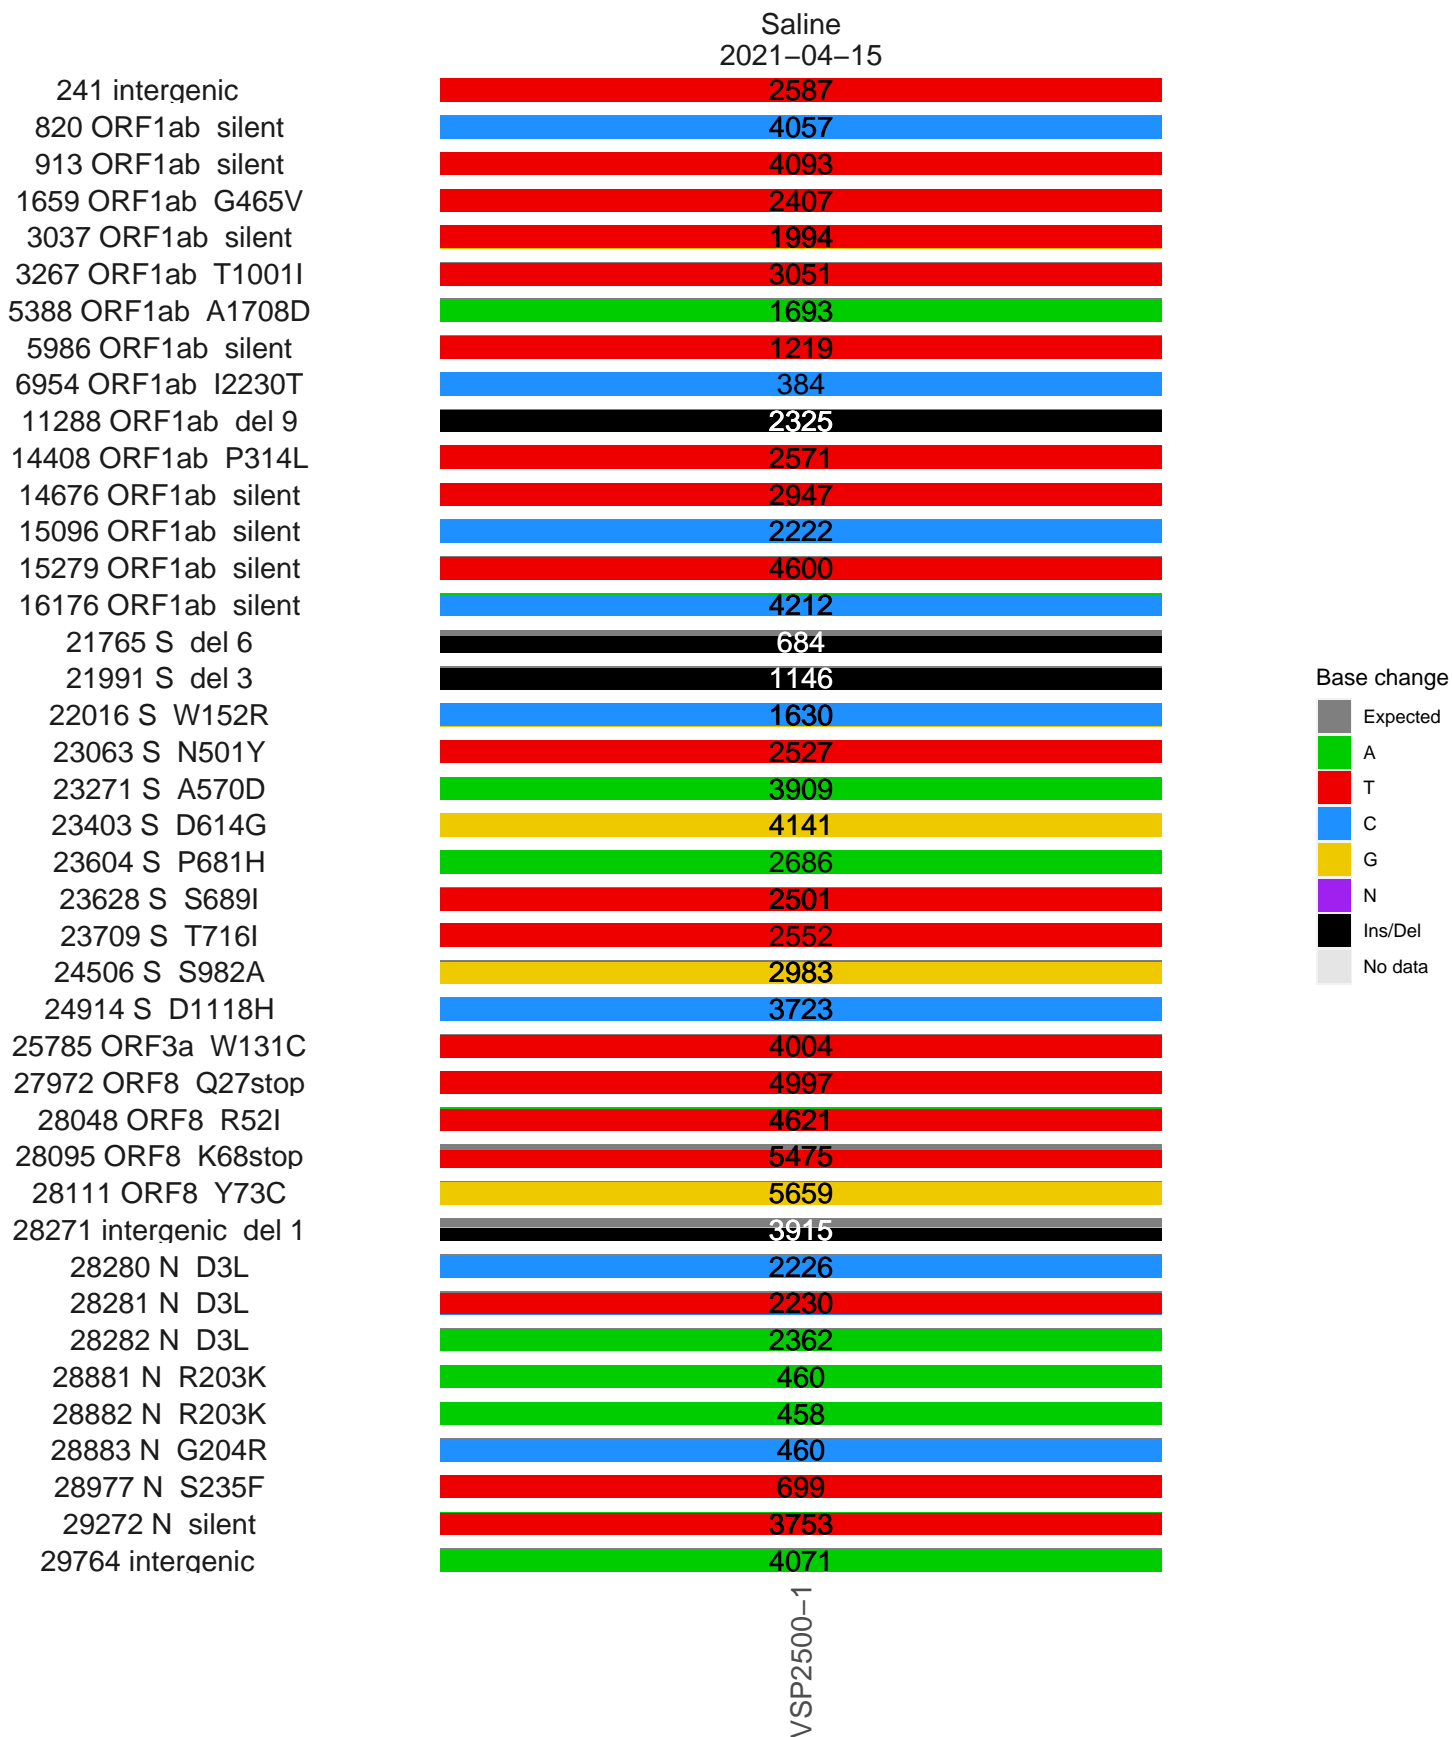 Saline
2021−04−15
241 intergenic 2587
820 ORF1ab silent 4057
913 ORF1ab silent 4093
1659 ORF1ab G465V 2407
3037 ORF1ab silent 1994
3267 ORF1ab T1001I 3051
5388 ORF1ab A1708D 1693
5986 ORF1ab silent 1219
6954 ORF1ab I2230T 384
11288 ORF1ab del 9 2325
14408 ORF1ab P314L 2571
14676 ORF1ab silent 2947
15096 ORF1ab silent 2222
15279 ORF1ab silent 4600
16176 ORF1ab silent 4212
21765 S del 6 684
21991 S del 3 1146
22016 S W152R 1630
23063 S N501Y 2527
23271 S A570D 3909
23403 S D614G 4141
23604 S P681H 2686
23628 S S689I 2501
23709 S T716I 2552
24506 S S982A 2983
24914 S D1118H 3723
25785 ORF3a W131C 4004
27972 ORF8 Q27stop 4997
28048 ORF8 R52I 4621
28095 ORF8 K68stop 5475
28111 ORF8 Y73C 5659
28271 intergenic del 1 3915
28280 N D3L 2226
28281 N D3L 2230
28282 N D3L 2362
28881 N R203K 460
28882 N R203K 458
28883 N G204R 460
28977 N S235F 699
29272 N silent 3753
29764 intergenic 4071
VSP2500−1
Base change
Expected
A
T
C
G
N
Ins/Del
No data